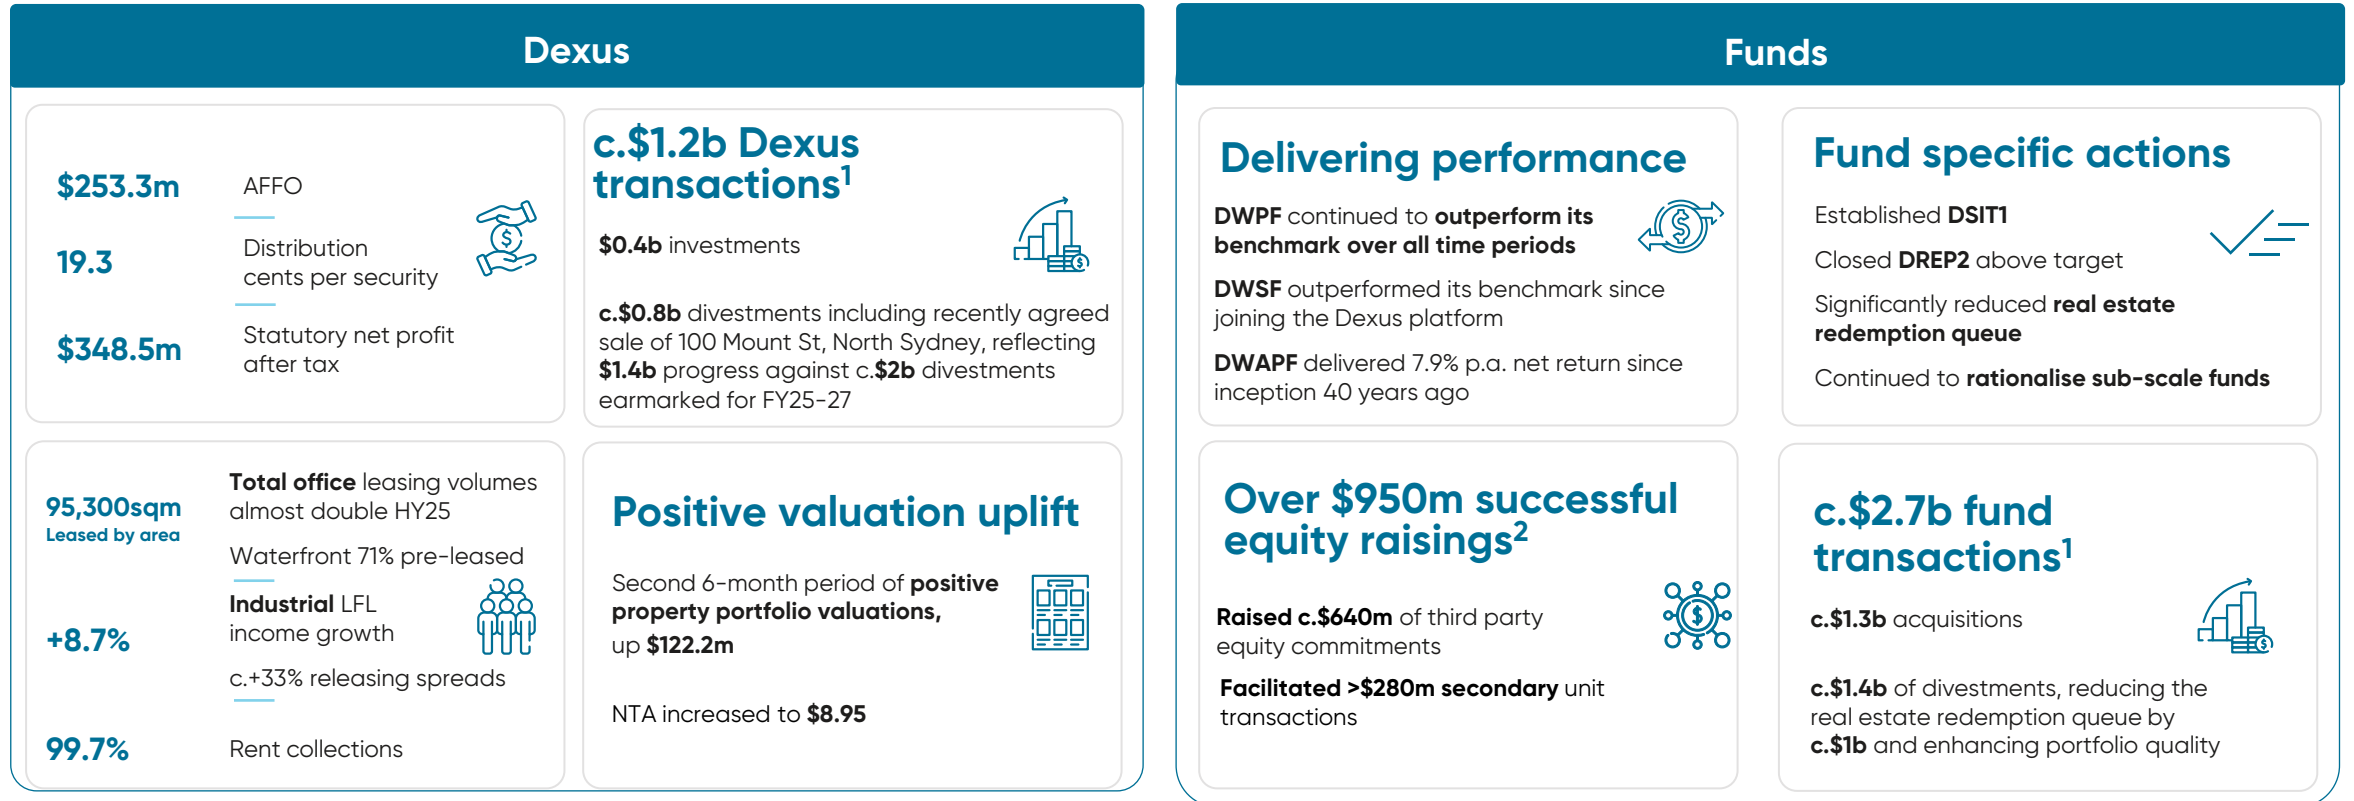 Dexus
$253.3m
AFFO
19.3
Distribution
cents per security
$348.5m
Statutory net profit
after tax
c.$1.2b Dexus
transactions1
$0.4b investments
c.$0.8b divestments including recently agreed
sale of 100 Mount St, North Sydney, reflecting
$1.4b progress against c.$2b divestments
earmarked for FY25-27
95,300sqm
Leased by area
Total office leasing volumes
almost double HY25
Waterfront 71% pre-leased
+8.7%
Industrial LFL
income growth
c.+33% releasing spreads
99.7%
Rent collections
Positive valuation uplift
Second 6-month period of positive
property portfolio valuations,
up $122.2m
NTA increased to $8.95
Funds
Delivering performance
DWPF continued to outperform its
benchmark over all time periods
DWSF outperformed its benchmark since
joining the Dexus platform
DWAPF delivered 7.9% p.a. net return since
inception 40 years ago
Fund specific actions
Established DSIT1
Closed DREP2 above target
Significantly reduced real estate
redemption queue
Continued to rationalise sub-scale funds
Over $950m successful
equity raisings2
Raised c.$640m of third party
equity commitments
Facilitated >$280m secondary unit
transactions
c.$2.7b fund
transactions1
c.$1.3b acquisitions
c.$1.4b of divestments, reducing the
real estate redemption queue by
c.$1b and enhancing portfolio quality